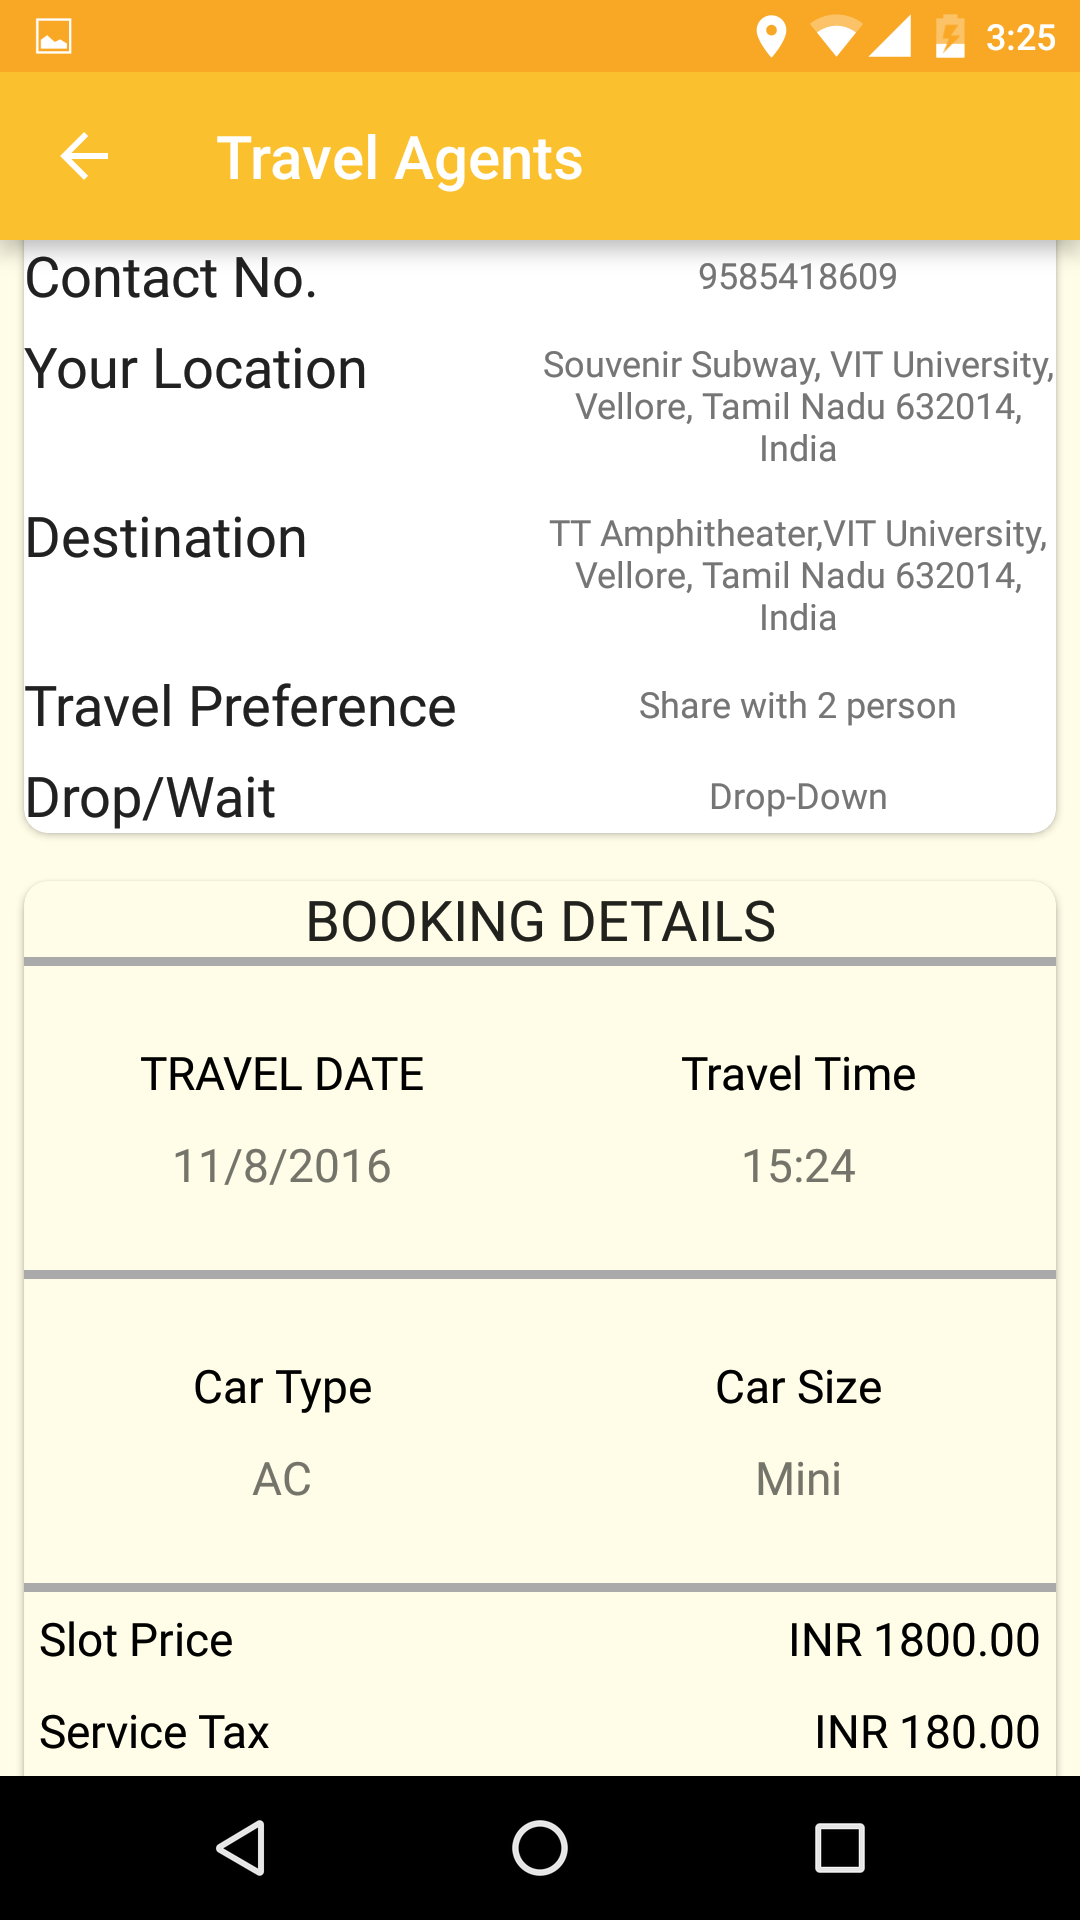 3:25
Travel Agents
Contact No.
9585418609
Your Location
Souvenir Subway, VIT University,
Vellore, Tamil Nadu 632014,
India
Destination
TT Amphitheater,VIT University,
Vellore, Tamil Nadu 632014,
India
Travel Preference
Share with 2 person
Drop/Wait
Drop-Down
BOOKING DETAILS
TRAVEL DATE
Travel Time
11/8/2016
15:24
Car Type
Car Size
AC
Mini
Slot Price
INR 1800.00
Service Tax
INR 180.00